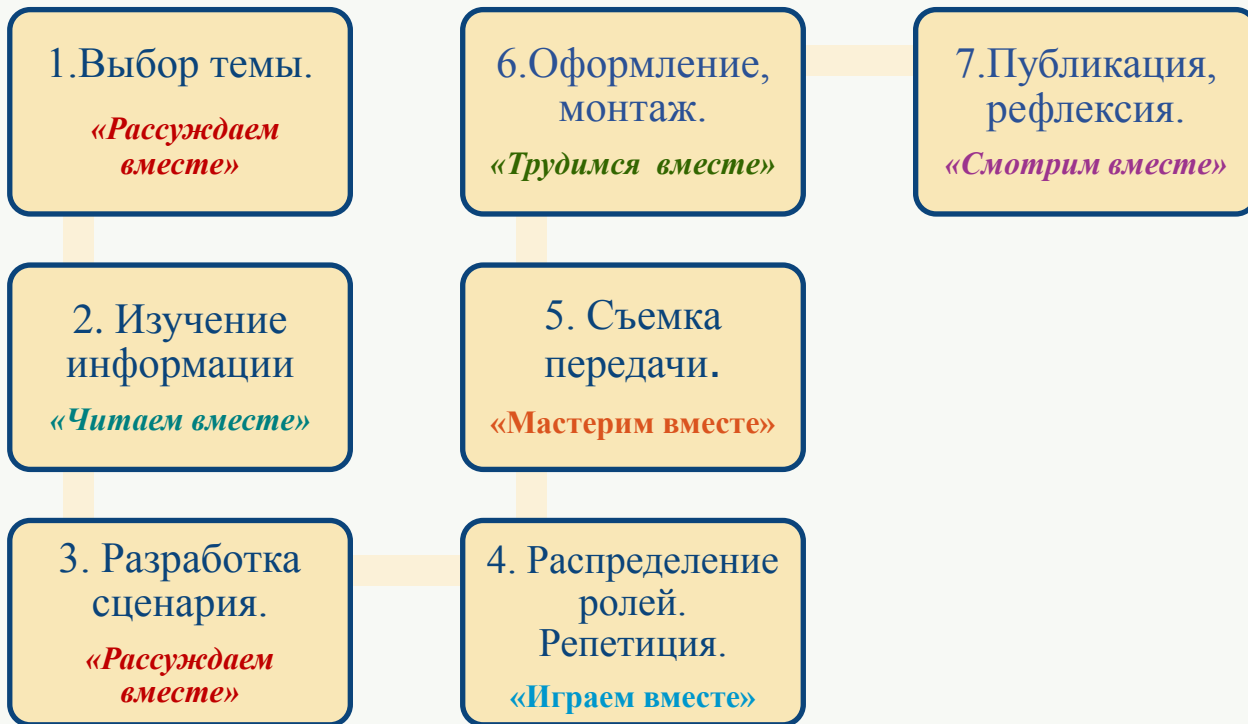 1.Выбор темы.
«Рассуждаем
вместе»
2. Изучение
информации
«Читаем вместе»
3. Разработка
сценария.
«Рассуждаем
вместе»
4. Распределение
ролей.
Репетиция.
«Играем вместе»
5. Съемка
передачи.
«Мастерим вместе»
6.Оформление,
монтаж.
«Трудимся вместе»
7.Публикация,
рефлексия.
«Смотрим вместе»